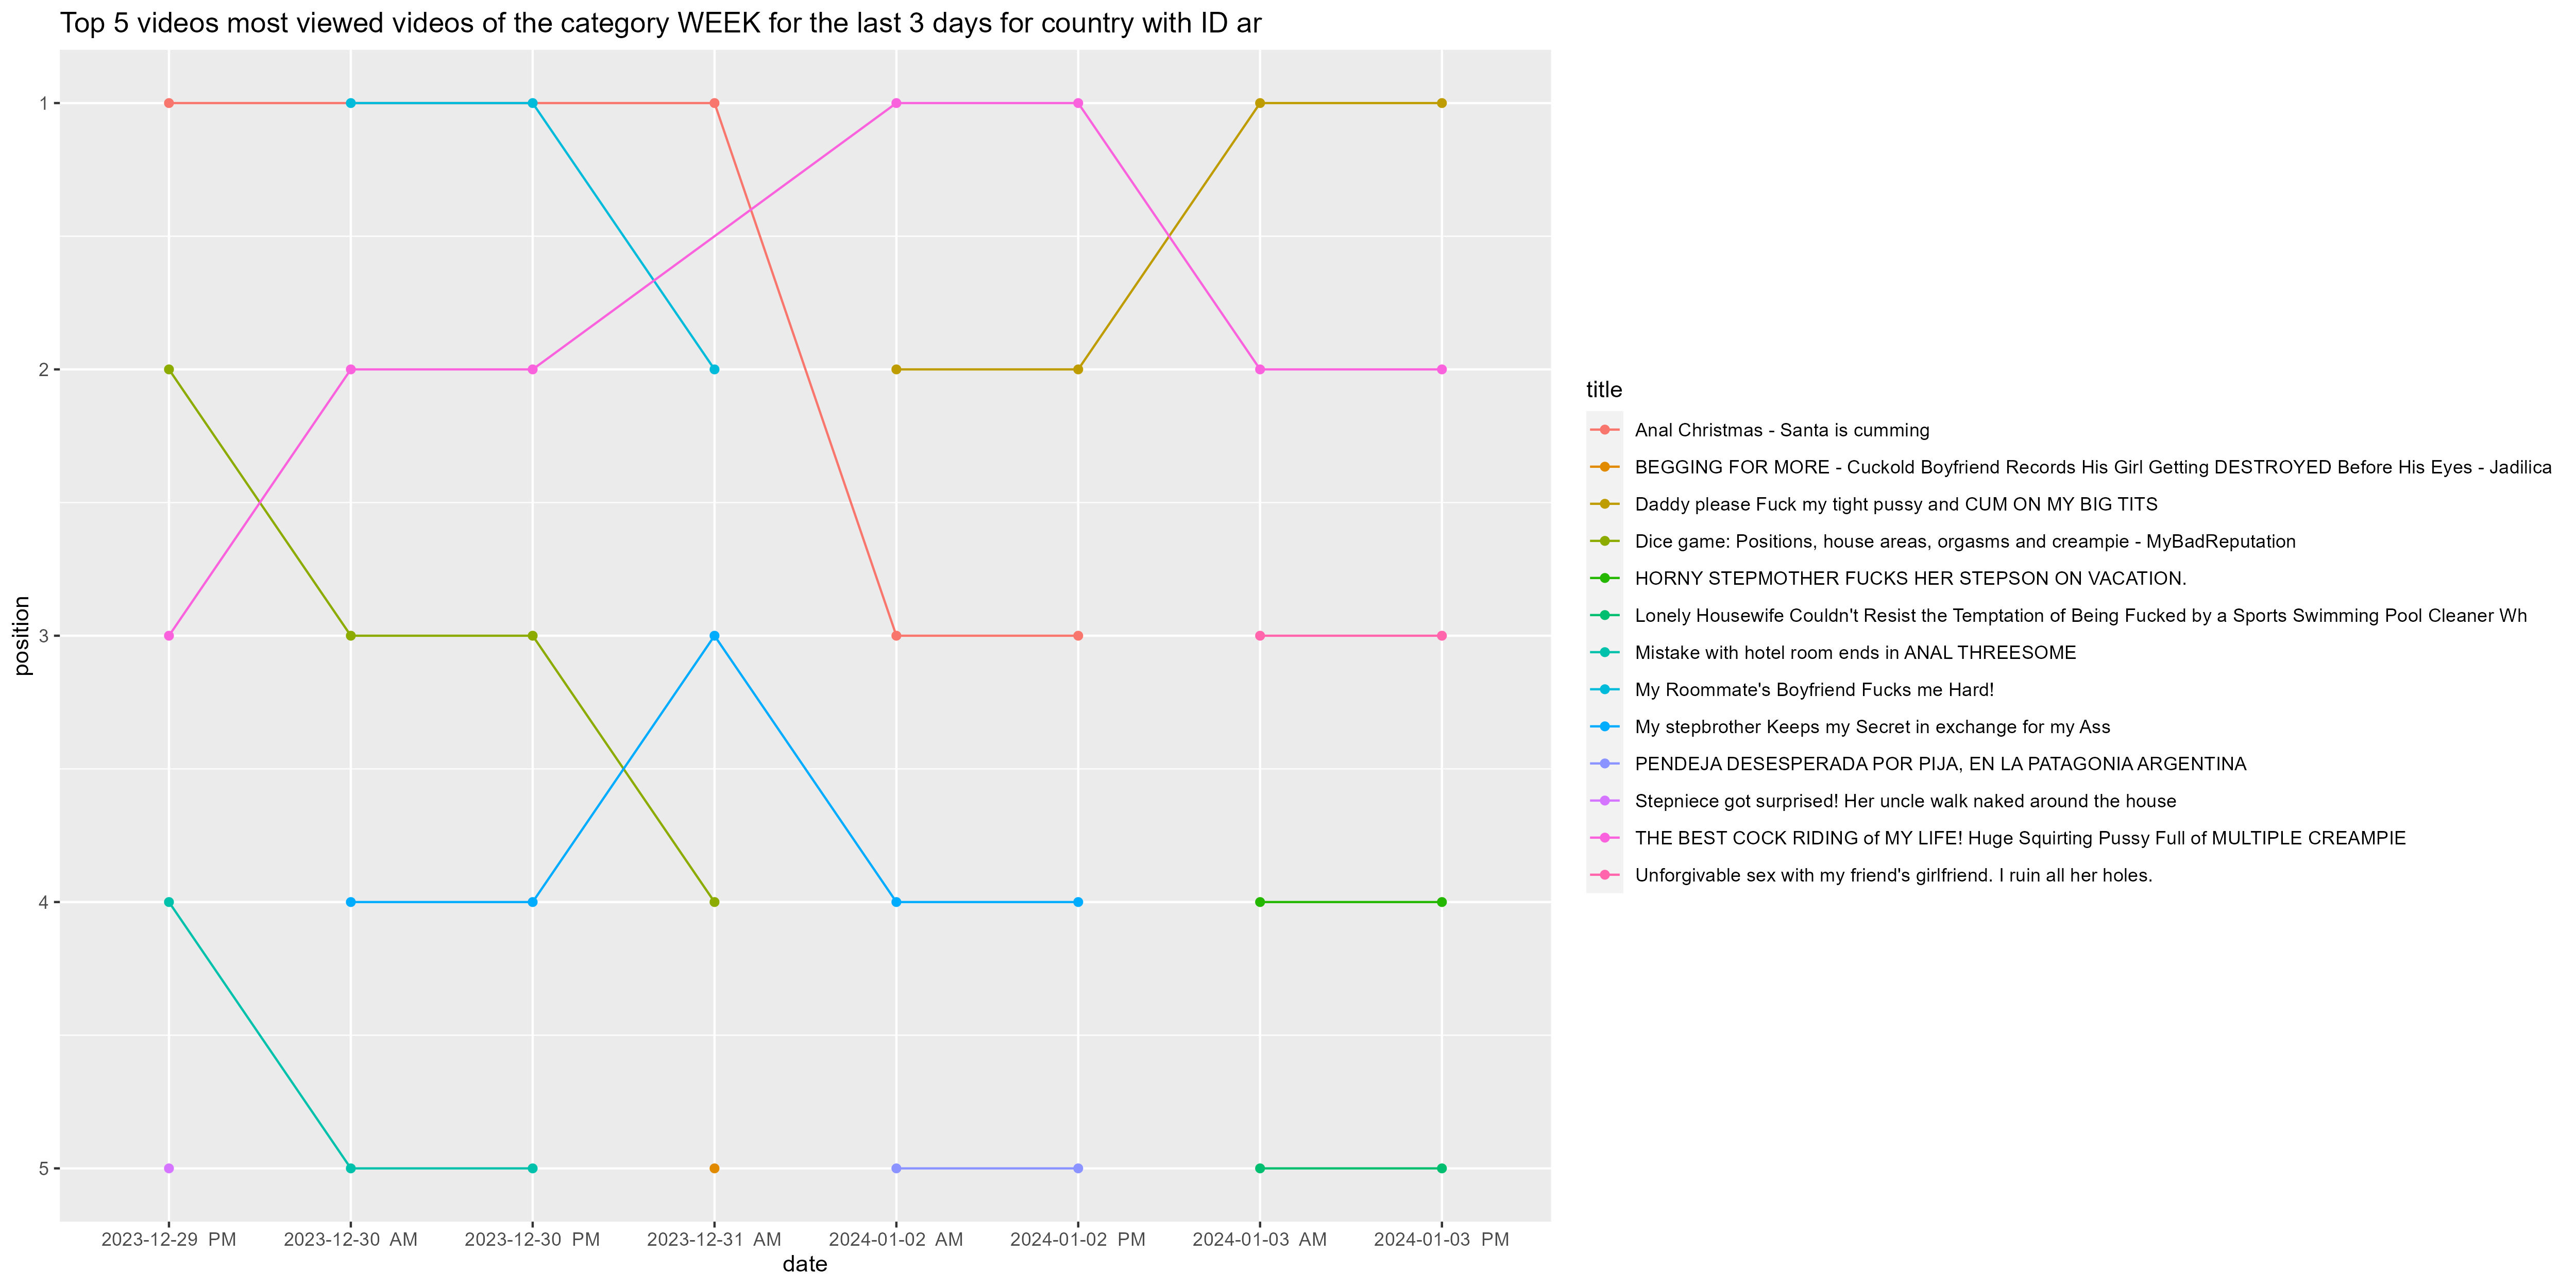 Top 5 videos most viewed videos of the category WEEK for the last 3 days for country with ID ar
1
2
3
4
5
position
2023-12-29 PM
2023-12-30 AM
2023-12-30 PM
2023-12-31 AM
2024-01-02 AM
2024-01-02 PM
2024-01-03 AM
2024-01-03 PM
date
title
Anal Christmas - Santa is cumming
BEGGING FOR MORE - Cuckold Boyfriend Records His Girl Getting DESTROYED Before His Eyes - Jadilica
Daddy please Fuck my tight pussy and CUM ON MY BIG TITS
Dice game: Positions, house areas, orgasms and creampie - MyBadReputation
HORNY STEPMOTHER FUCKS HER STEPSON ON VACATION.
Lonely Housewife Couldn't Resist the Temptation of Being Fucked by a Sports Swimming Pool Cleaner Wh
Mistake with hotel room ends in ANAL THREESOME
My Roommate's Boyfriend Fucks me Hard!
My stepbrother Keeps my Secret in exchange for my Ass
PENDEJA DESESPERADA POR PIJA, EN LA PATAGONIA ARGENTINA
Stepniece got surprised! Her uncle walk naked around the house
THE BEST COCK RIDING of MY LIFE! Huge Squirting Pussy Full of MULTIPLE CREAMPIE
Unforgivable sex with my friend's girlfriend. I ruin all her holes.